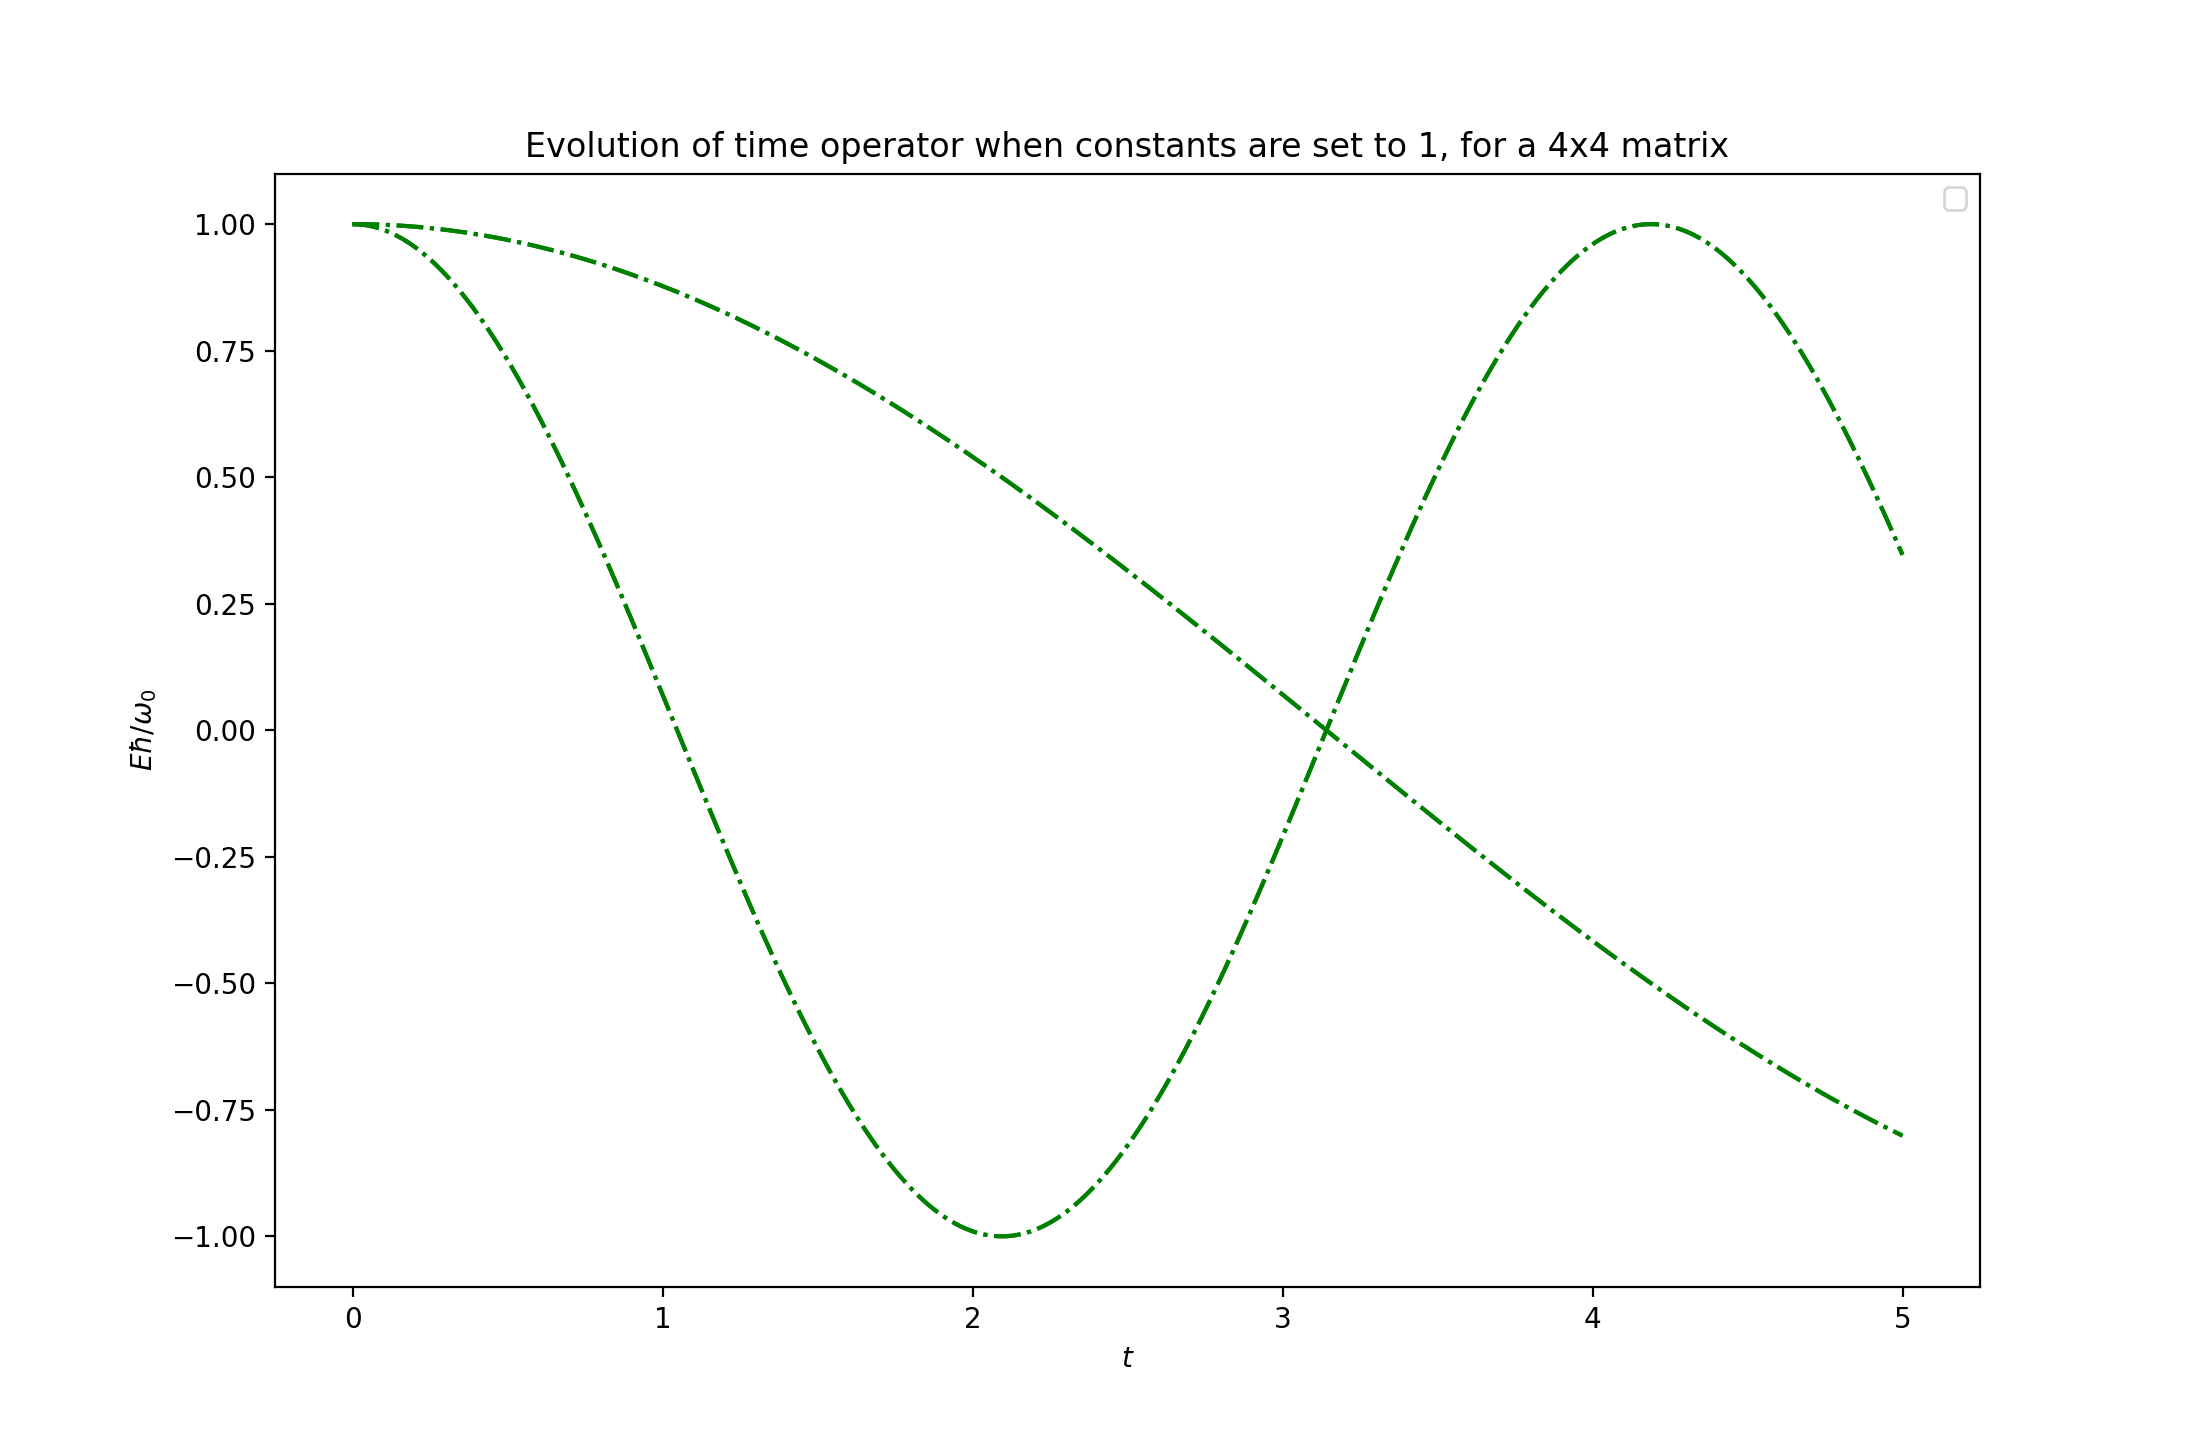 Evolution of time operator when constants are set to 1, for a 4x4 matrix
1.00
0.75
0.50
0.25
0.00
−0.25
−0.50
−0.75
−1.00
Eħ/ω₀
0 1 2 3 4 5
t